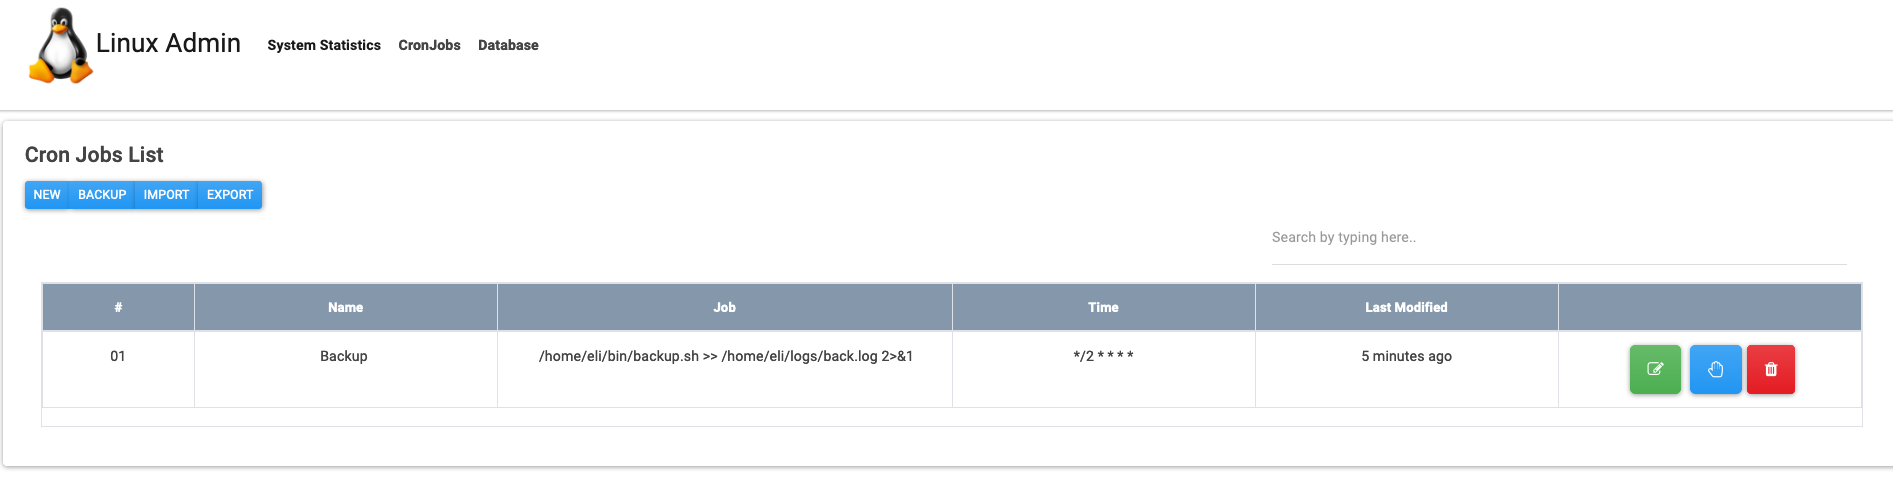 Linux Admin System Statistics CronJobs Database
Cron Jobs List
NEW BACKUP IMPORT EXPORT
Search by typing here..
# Name Job Time Last Modified
01 Backup /home/eli/bin/backup.sh >> /home/eli/logs/back.log 2>&1 */2 * * * * 5 minutes ago